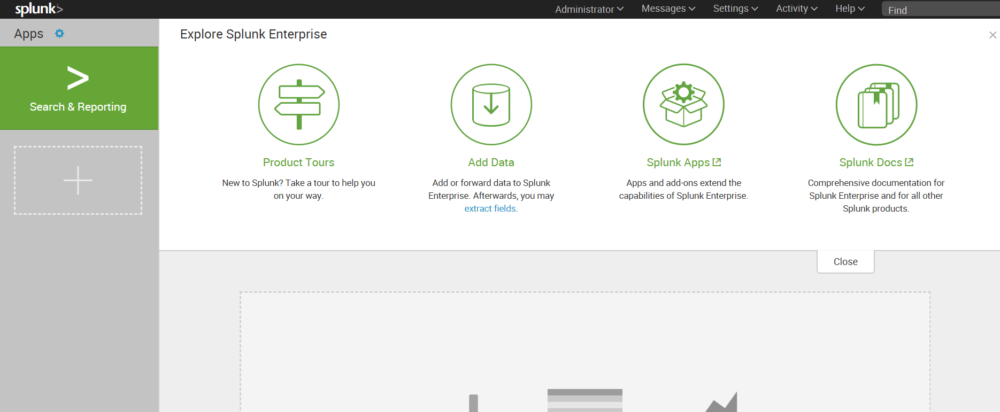 splunk>
Administrator
Messages
Settings
Activity
Help
Find
Apps
Explore Splunk Enterprise
>
Search & Reporting
Product Tours
New to Splunk? Take a tour to help you
on your way.
Add Data
Add or forward data to Splunk
Enterprise. Afterwards, you may
extract fields.
Splunk Apps
Apps and add-ons extend the
capabilities of Splunk Enterprise.
Splunk Docs
Comprehensive documentation for
Splunk Enterprise and for all other
Splunk products.
Close